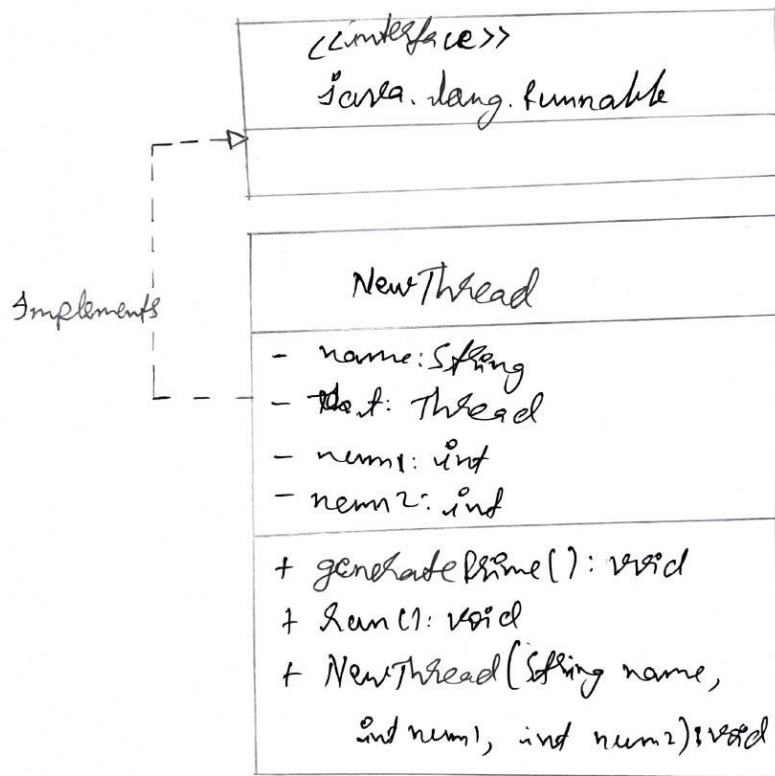 <<interface>>
java.lang.Runnable
Implements
NewThread
- name: String
- t: Thread
- num1: int
- num2: int
+ generatePrime(): void
+ run(): void
+ NewThread(String name,
int num1, int num2): void